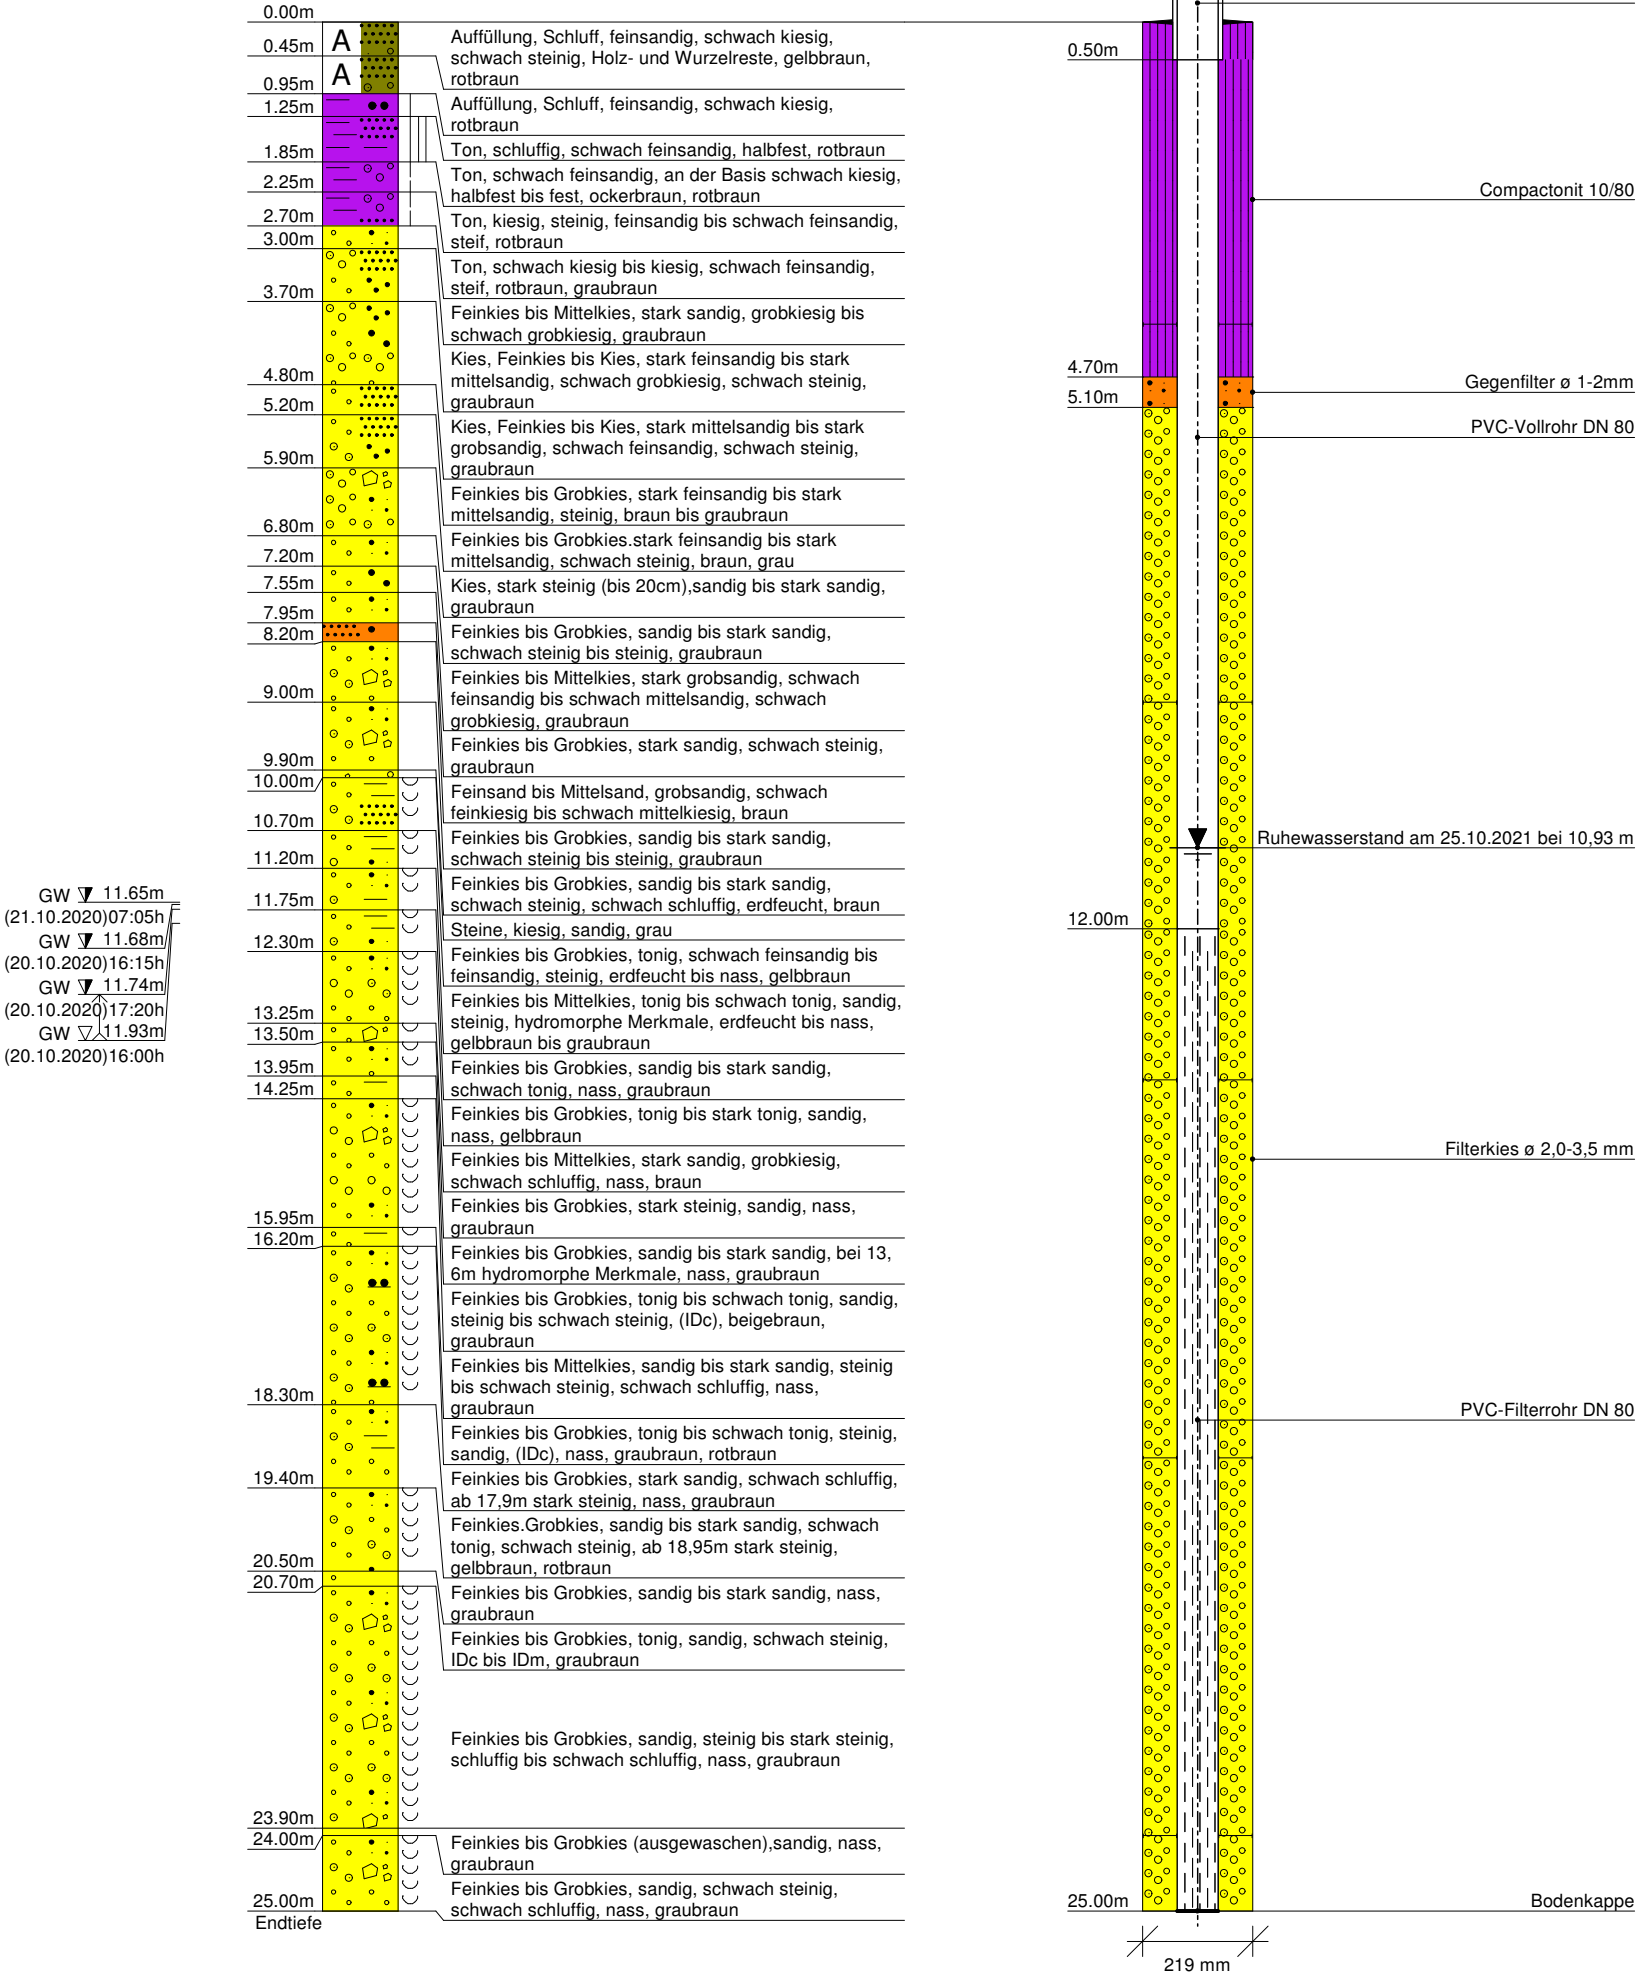 0.00m
0.45m
0.95m
1.25m
1.85m
2.25m
2.70m
3.00m
3.70m
4.80m
5.20m
5.90m
6.80m
7.20m
7.55m
7.95m
8.20m
9.00m
9.90m
10.00m
10.70m
11.20m
11.75m
12.30m
13.25m
13.50m
13.95m
14.25m
15.95m
16.20m
18.30m
19.40m
20.50m
20.70m
23.90m
24.00m
25.00m
Endtiefe
A
A
GW 11.65m
(21.10.2020)07:05h
GW 11.68m
(20.10.2020)16:15h
GW 11.74m
(20.10.2020)17:20h
GW 11.93m
(20.10.2020)16:00h
Auffüllung, Schluff, feinsandig, schwach kiesig,
schwach steinig, Holz- und Wurzelreste, gelbbraun,
rotbraun
Auffüllung, Schluff, feinsandig, schwach kiesig,
rotbraun
Ton, schluffig, schwach feinsandig, halbfest, rotbraun
Ton, schwach feinsandig, an der Basis schwach kiesig,
halbfest bis fest, ockerbraun, rotbraun
Ton, kiesig, steinig, feinsandig bis schwach feinsandig,
steif, rotbraun
Ton, schwach kiesig bis kiesig, schwach feinsandig,
steif, rotbraun, graubraun
Feinkies bis Mittelkies, stark sandig, grobkiesig bis
schwach grobkiesig, graubraun
Kies, Feinkies bis Kies, stark feinsandig bis stark
mittelsandig, schwach grobkiesig, schwach steinig,
graubraun
Kies, Feinkies bis Kies, stark mittelsandig bis stark
grobsandig, schwach feinsandig, schwach steinig,
graubraun
Feinkies bis Grobkies, stark feinsandig bis stark
mittelsandig, steinig, braun bis graubraun
Feinkies bis Grobkies.stark feinsandig bis stark
mittelsandig, schwach steinig, braun, grau
Kies, stark steinig (bis 20cm),sandig bis stark sandig,
graubraun
Feinkies bis Grobkies, sandig bis stark sandig,
schwach steinig bis steinig, graubraun
Feinkies bis Mittelkies, stark grobsandig, schwach
feinsandig bis schwach mittelsandig, schwach
grobkiesig, graubraun
Feinkies bis Grobkies, stark sandig, schwach steinig,
graubraun
Feinsand bis Mittelsand, grobsandig, schwach
feinkiesig bis schwach mittelkiesig, braun
Feinkies bis Grobkies, sandig bis stark sandig,
schwach steinig bis steinig, graubraun
Feinkies bis Grobkies, sandig bis stark sandig,
schwach steinig, schwach schluffig, erdfeucht, braun
Steine, kiesig, sandig, grau
Feinkies bis Grobkies, tonig, schwach feinsandig bis
feinsandig, steinig, erdfeucht bis nass, gelbbraun
Feinkies bis Mittelkies, tonig bis schwach tonig, sandig,
steinig, hydromorphe Merkmale, erdfeucht bis nass,
gelbbraun bis graubraun
Feinkies bis Grobkies, sandig bis stark sandig,
schwach tonig, nass, graubraun
Feinkies bis Grobkies, tonig bis stark tonig, sandig,
nass, gelbbraun
Feinkies bis Mittelkies, stark sandig, grobkiesig,
schwach schluffig, nass, braun
Feinkies bis Grobkies, stark steinig, sandig, nass,
graubraun
Feinkies bis Grobkies, sandig bis stark sandig, bei 13,
6m hydromorphe Merkmale, nass, graubraun
Feinkies bis Grobkies, tonig bis schwach tonig, sandig,
steinig bis schwach steinig, (IDc), beigebraun,
graubraun
Feinkies bis Mittelkies, sandig bis stark sandig, steinig
bis schwach steinig, schwach schluffig, nass,
graubraun
Feinkies bis Grobkies, tonig bis schwach tonig, steinig,
sandig, (IDc), nass, graubraun, rotbraun
Feinkies bis Grobkies, stark sandig, schwach schluffig,
ab 17,9m stark steinig, nass, graubraun
Feinkies.Grobkies, sandig bis stark sandig, schwach
tonig, schwach steinig, ab 18,95m stark steinig,
gelbbraun, rotbraun
Feinkies bis Grobkies, sandig bis stark sandig, nass,
graubraun
Feinkies bis Grobkies, tonig, sandig, schwach steinig,
IDc bis IDm, graubraun
Feinkies bis Grobkies, sandig, steinig bis stark steinig,
schluffig bis schwach schluffig, nass, graubraun
Feinkies bis Grobkies (ausgewaschen),sandig, nass,
graubraun
Feinkies bis Grobkies, sandig, schwach steinig,
schwach schluffig, nass, graubraun
0.50m
4.70m
5.10m
12.00m
25.00m
Compactonit 10/80
Gegenfilter ø 1-2mm
PVC-Vollrohr DN 80
Ruhewasserstand am 25.10.2021 bei 10,93 m
Filterkies ø 2,0-3,5 mm
PVC-Filterrohr DN 80
Bodenkappe
219 mm